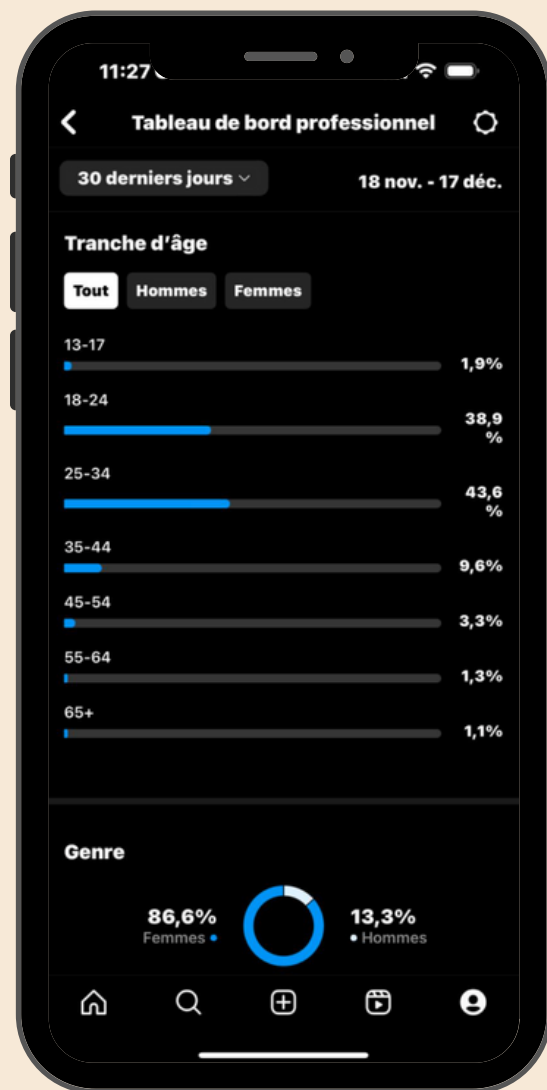 11:27
Tableau de bord professionnel
30 derniers jours
18 nov. - 17 déc.
Tranche d'âge
Tout Hommes Femmes
13-17
1,9%
18-24
38,9
%
25-34
43,6
%
35-44
9,6%
45-54
3,3%
55-64
1,3%
65+
1,1%
Genre
86,6%
Femmes
13,3%
Hommes